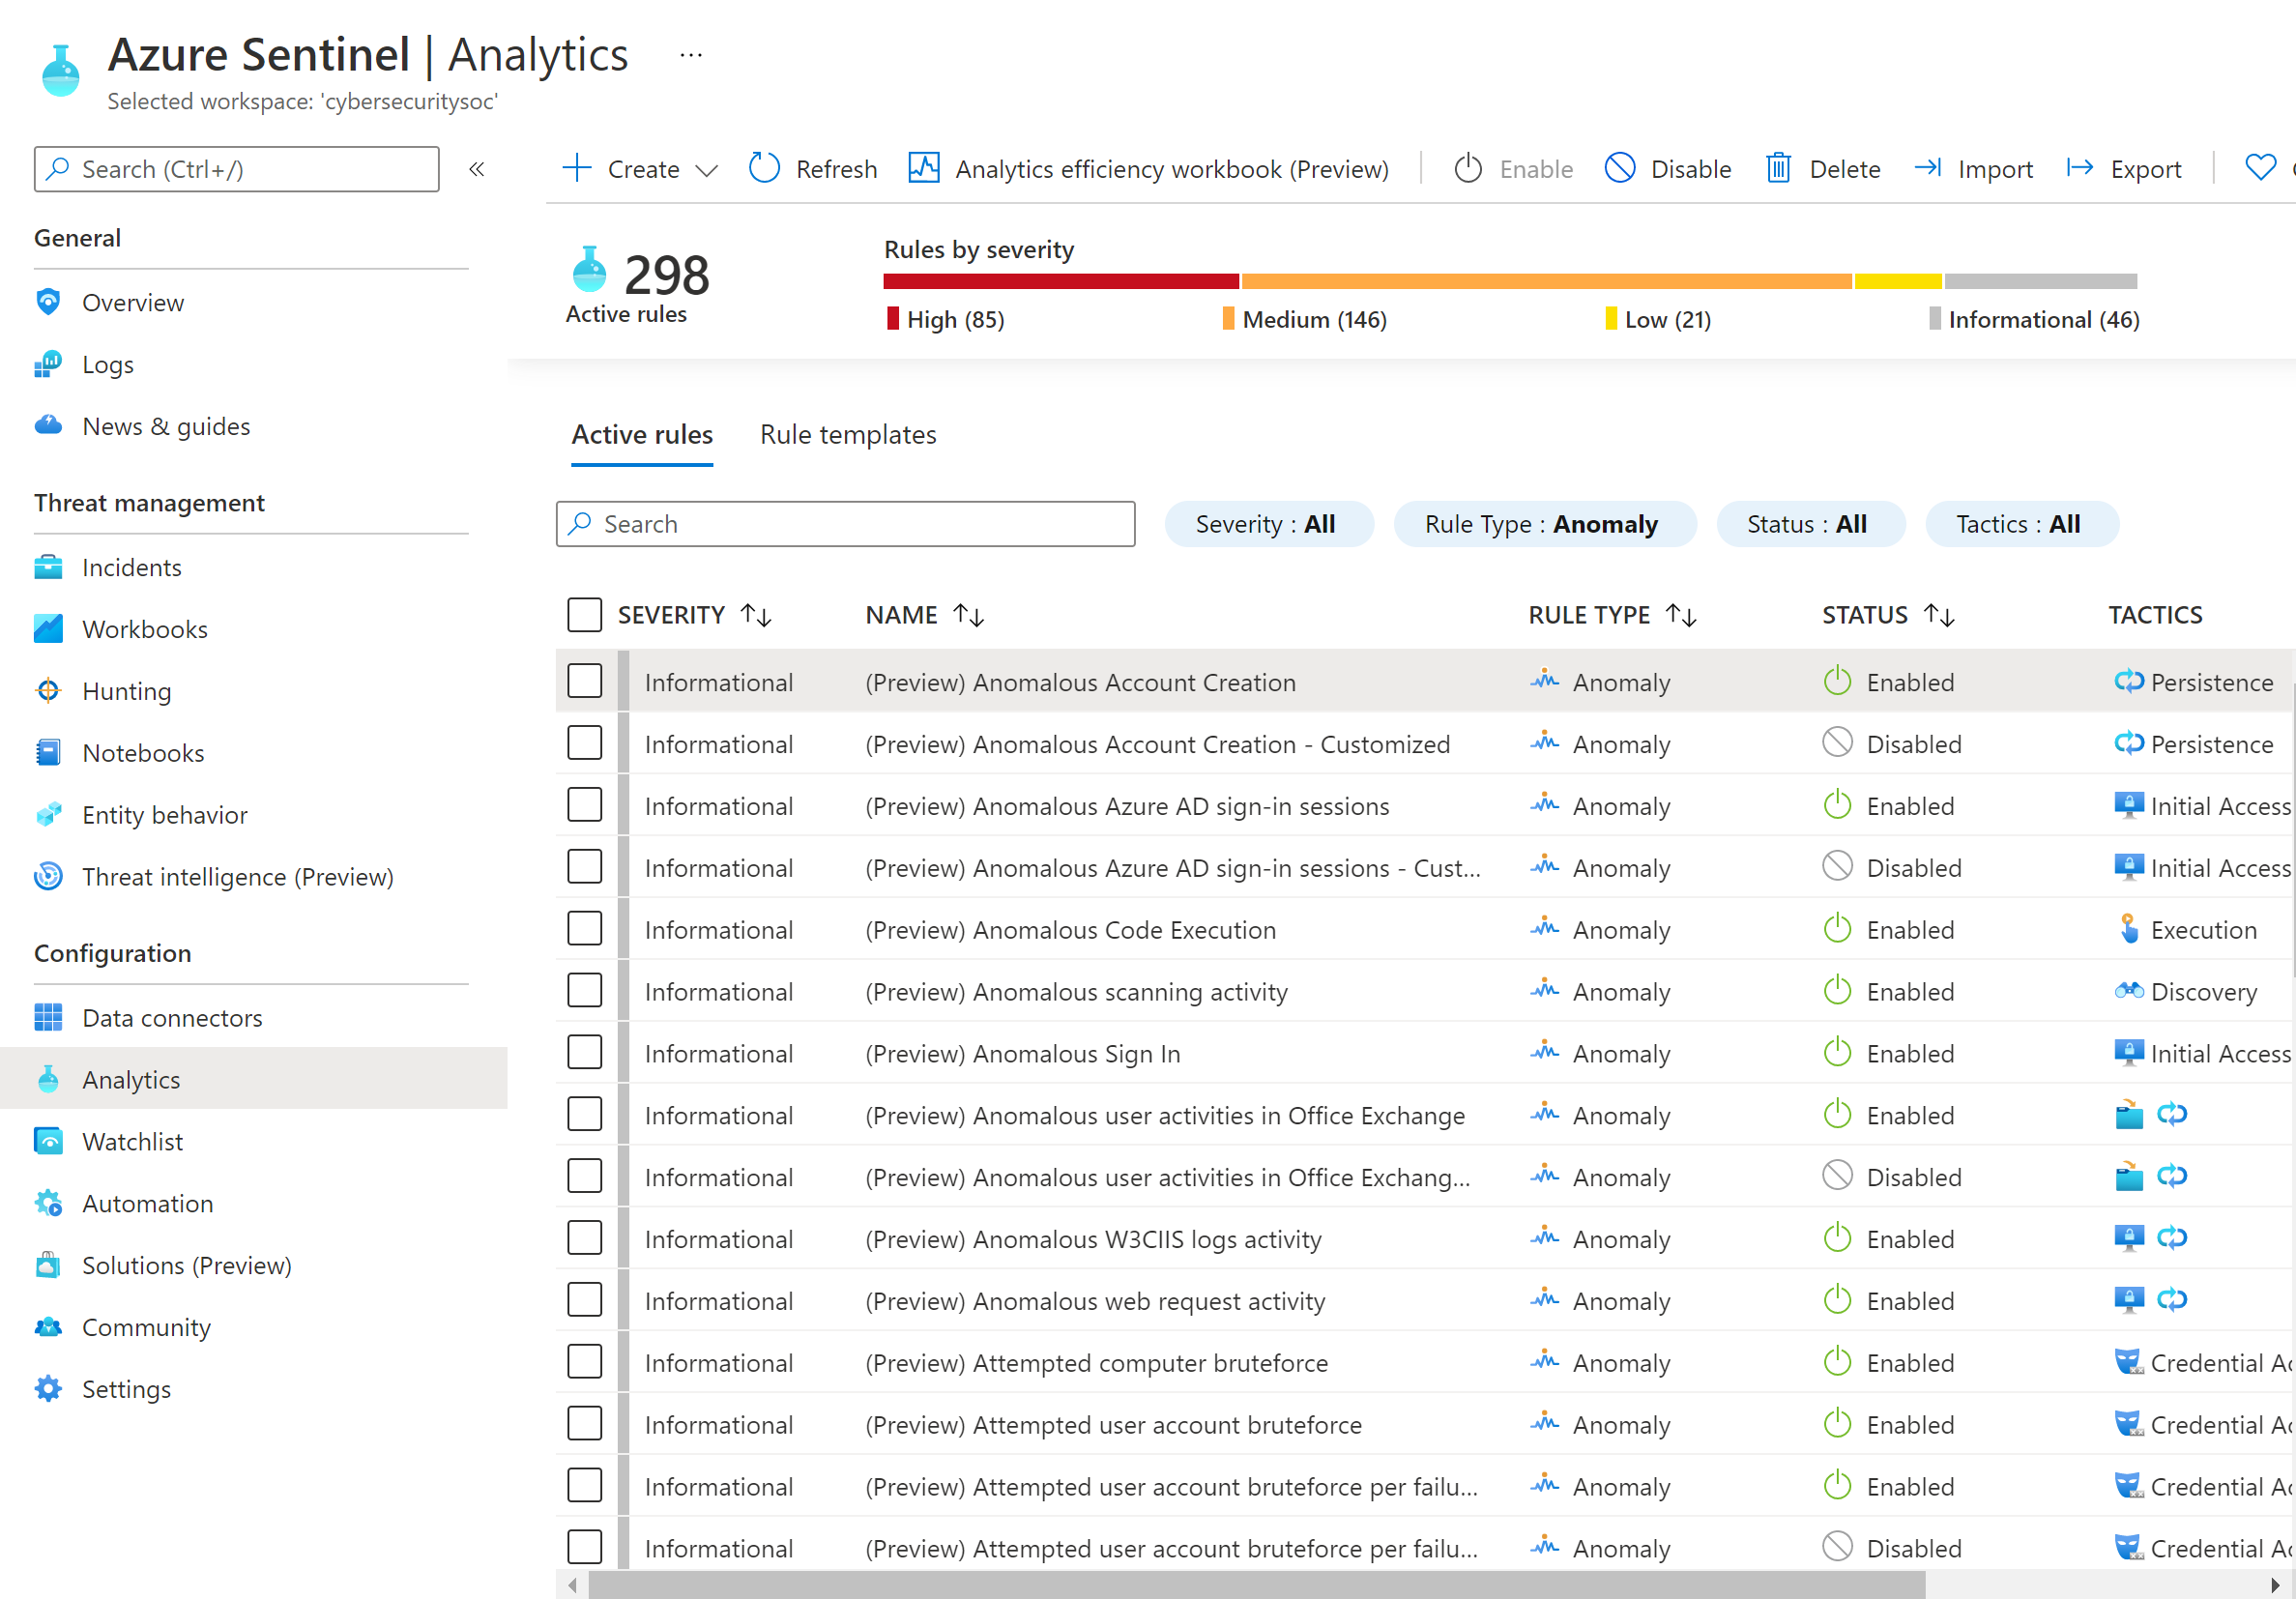 Azure Sentinel | Analytics ...
Selected workspace: 'cybersecuritysoc'
Search (Ctrl+/) «
General
Overview
Logs
News & guides
Threat management
Incidents
Workbooks
Hunting
Notebooks
Entity behavior
Threat intelligence (Preview)
Configuration
Data connectors
Analytics
Watchlist
Automation
Solutions (Preview)
Community
Settings
Create Refresh Analytics efficiency workbook (Preview) Enable Disable Delete Import Export
298
Active rules
Rules by severity
High (85) Medium (146) Low (21) Informational (46)
Active rules Rule templates
Search Severity : All Rule Type : Anomaly Status : All Tactics : All
SEVERITY NAME RULE TYPE STATUS TACTICS
Informational (Preview) Anomalous Account Creation Anomaly Enabled Persistence
Informational (Preview) Anomalous Account Creation - Customized Anomaly Disabled Persistence
Informational (Preview) Anomalous Azure AD sign-in sessions Anomaly Enabled Initial Access
Informational (Preview) Anomalous Azure AD sign-in sessions - Cust... Anomaly Disabled Initial Access
Informational (Preview) Anomalous Code Execution Anomaly Enabled Execution
Informational (Preview) Anomalous scanning activity Anomaly Enabled Discovery
Informational (Preview) Anomalous Sign In Anomaly Enabled Initial Access
Informational (Preview) Anomalous user activities in Office Exchange Anomaly Enabled
Informational (Preview) Anomalous user activities in Office Exchang... Anomaly Disabled
Informational (Preview) Anomalous W3CIIS logs activity Anomaly Enabled
Informational (Preview) Anomalous web request activity Anomaly Enabled
Informational (Preview) Attempted computer bruteforce Anomaly Enabled Credential Ac
Informational (Preview) Attempted user account bruteforce Anomaly Enabled Credential Ac
Informational (Preview) Attempted user account bruteforce per failu... Anomaly Enabled Credential Ac
Informational (Preview) Attempted user account bruteforce per failu... Anomaly Disabled Credential Ac